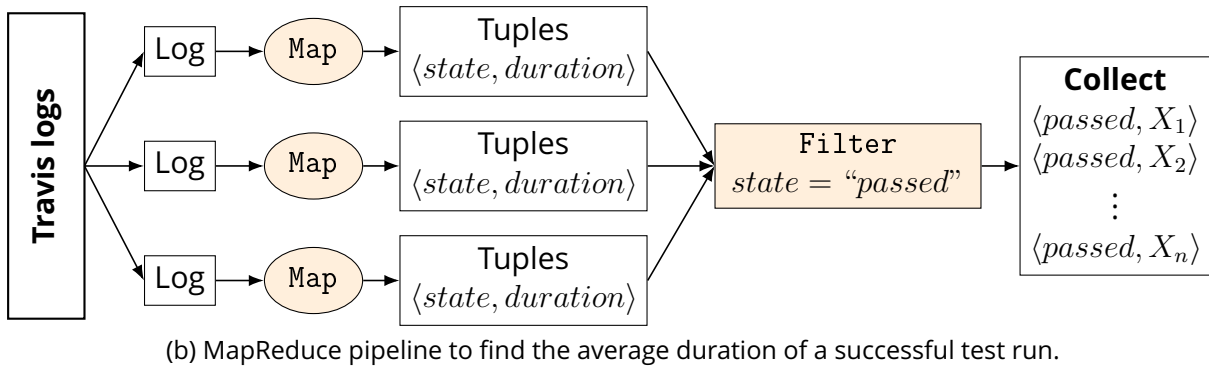 Travis logs
Log
Map
Tuples
⟨state, duration⟩
Log
Map
Tuples
⟨state, duration⟩
Log
Map
Tuples
⟨state, duration⟩
Filter
state = “passed”
Collect
⟨passed, X₁⟩
⟨passed, X₂⟩
⋮
⟨passed, Xₙ⟩
(b) MapReduce pipeline to find the average duration of a successful test run.